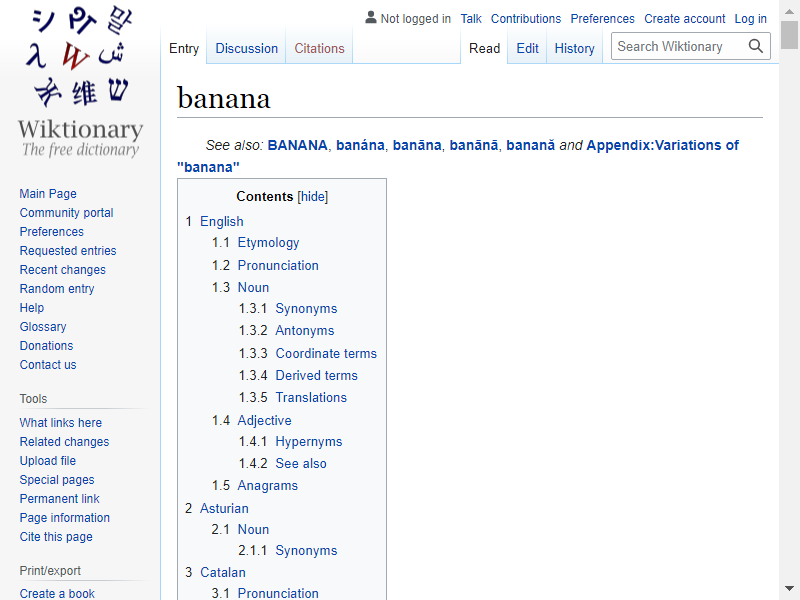 Not logged in Talk Contributions Preferences Create account Log in
Entry Discussion Citations Read Edit History Search Wiktionary
シ 말
λ W ش
维 ש
Wiktionary
The free dictionary
Main Page
Community portal
Preferences
Requested entries
Recent changes
Random entry
Help
Glossary
Donations
Contact us
Tools
What links here
Related changes
Upload file
Special pages
Permanent link
Page information
Cite this page
Print/export
Create a book
banana
See also: BANANA, banána, banāna, banānā, banană and Appendix:Variations of
"banana"
Contents [hide]
1 English
1.1 Etymology
1.2 Pronunciation
1.3 Noun
1.3.1 Synonyms
1.3.2 Antonyms
1.3.3 Coordinate terms
1.3.4 Derived terms
1.3.5 Translations
1.4 Adjective
1.4.1 Hypernyms
1.4.2 See also
1.5 Anagrams
2 Asturian
2.1 Noun
2.1.1 Synonyms
3 Catalan
3.1 Pronunciation